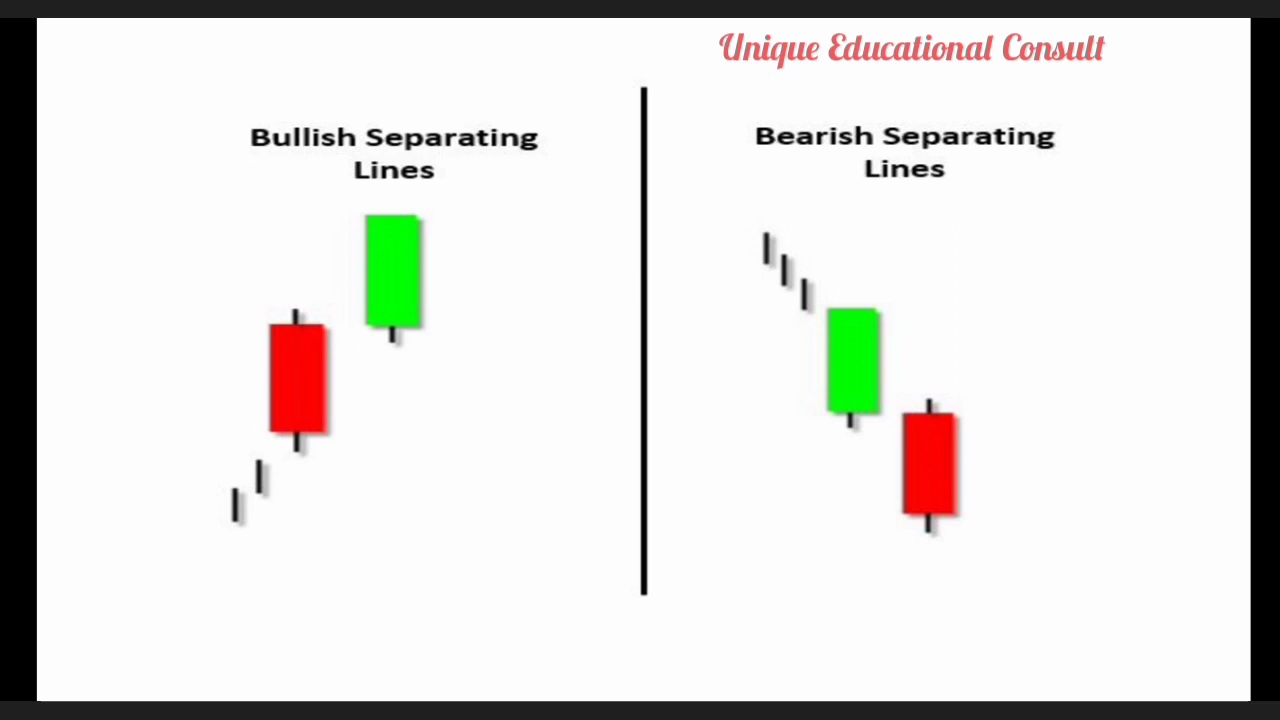 Unique Educational Consult
Bullish Separating
Lines
Bearish Separating
Lines